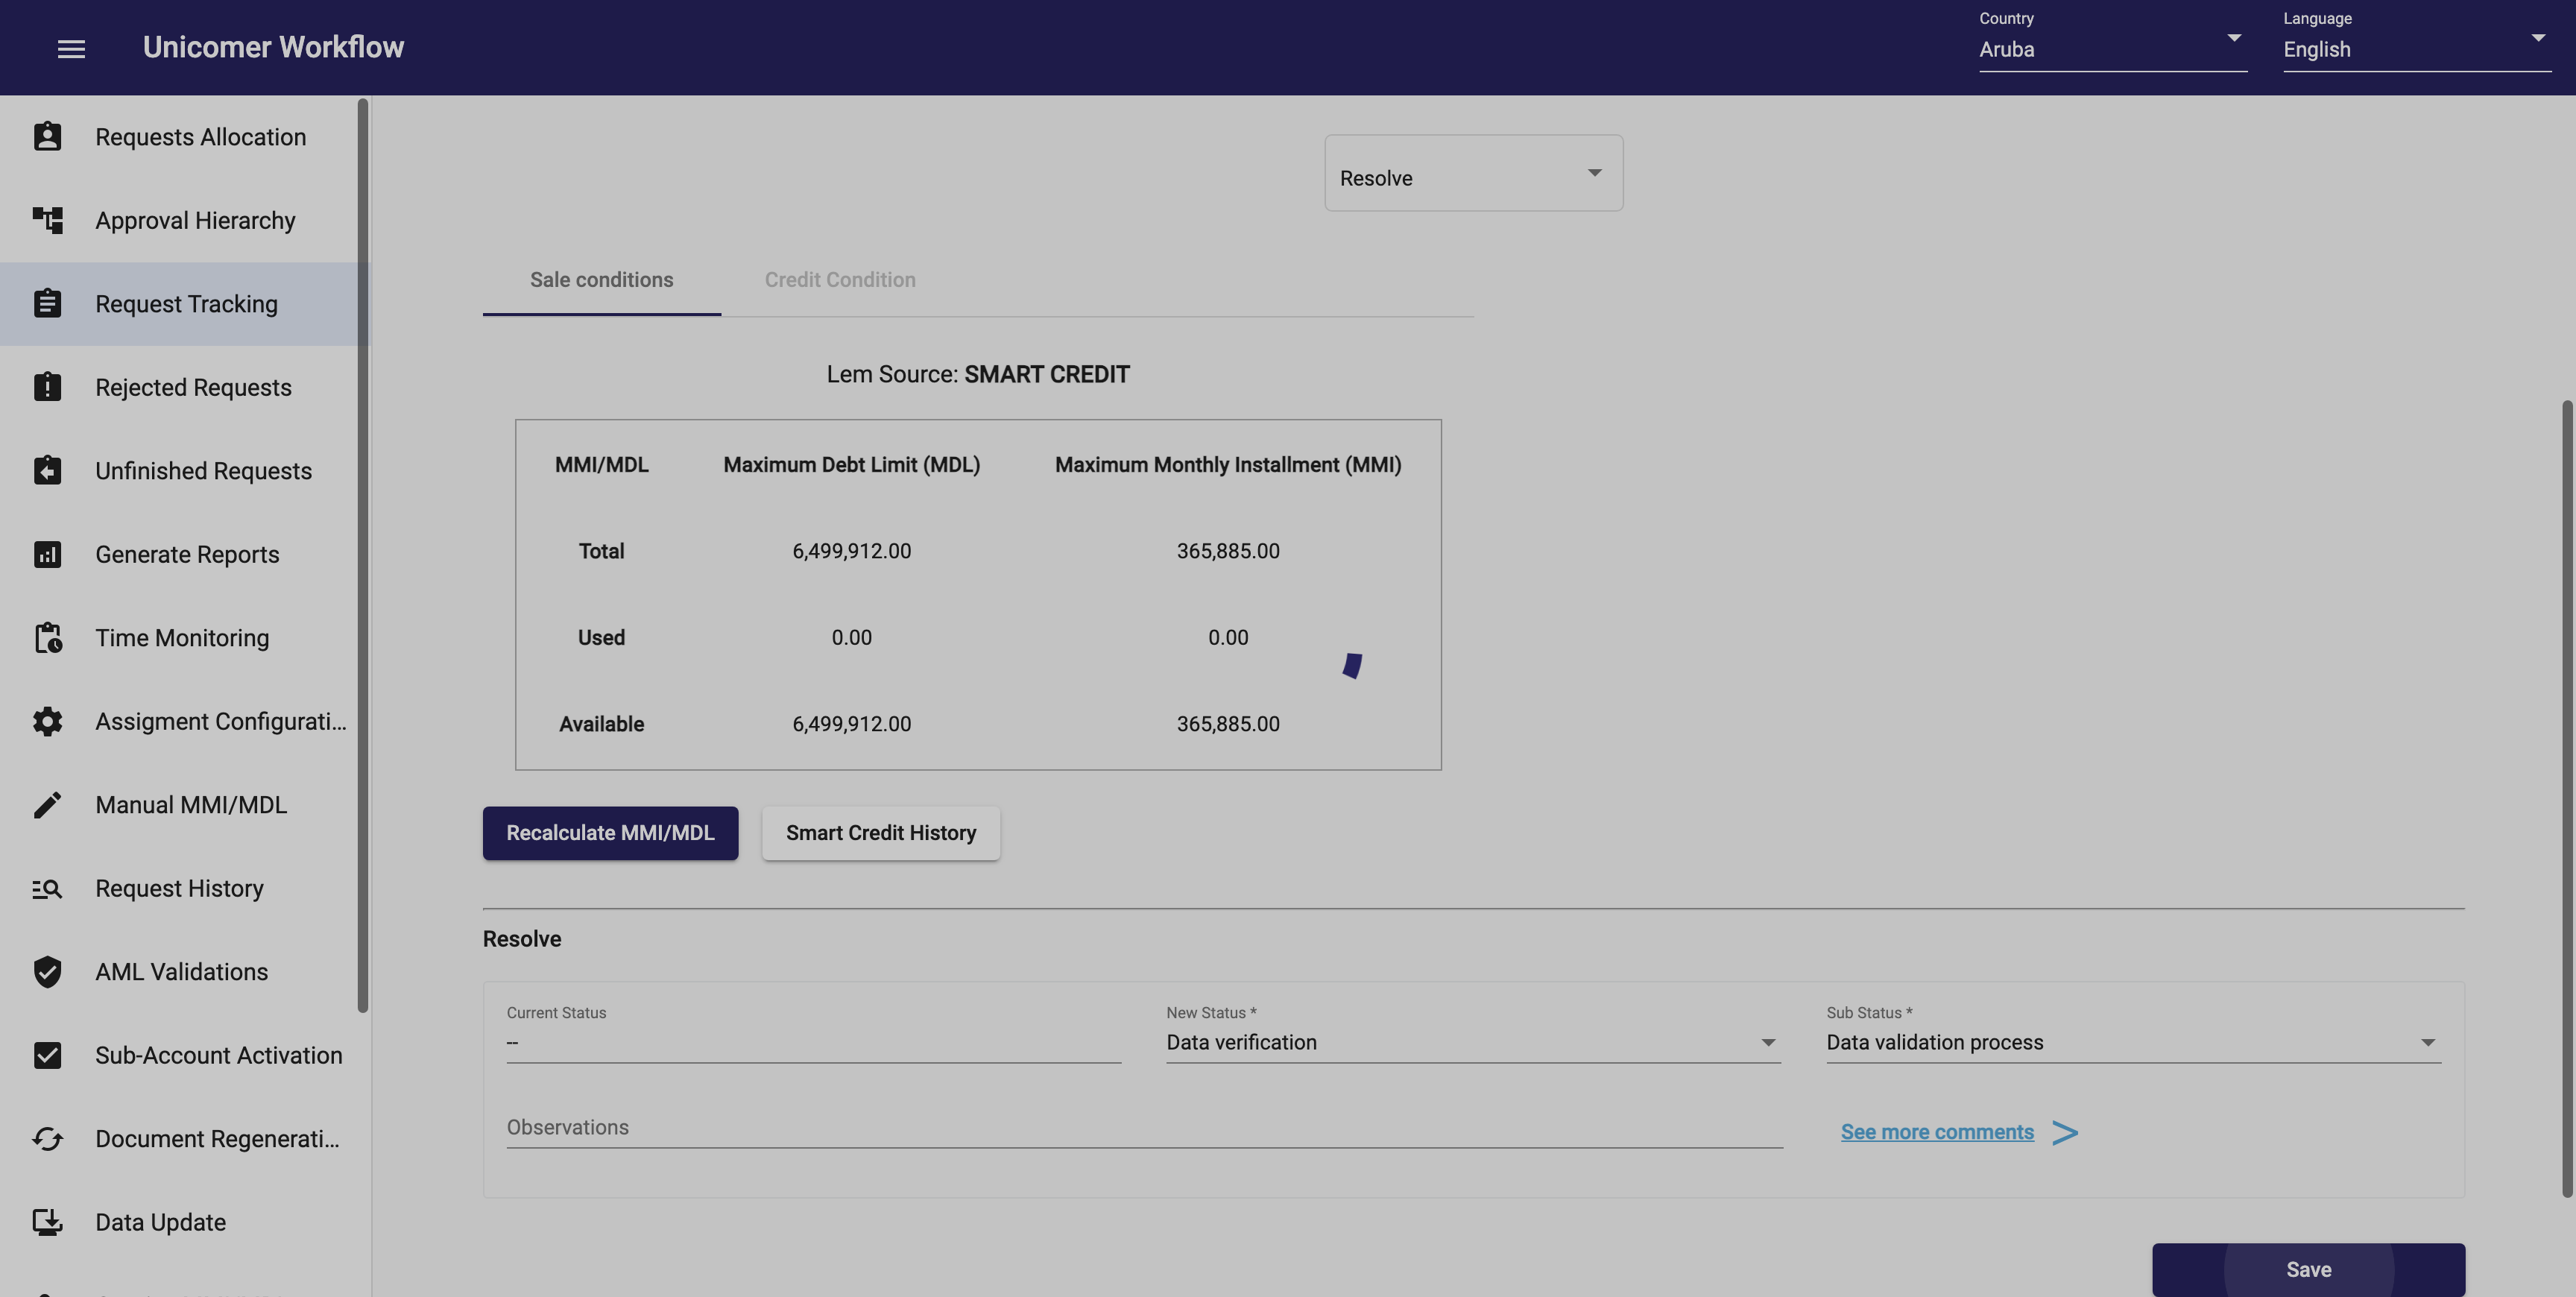 Unicomer Workflow
Country
Aruba
Language
English
Requests Allocation
Approval Hierarchy
Request Tracking
Rejected Requests
Unfinished Requests
Generate Reports
Time Monitoring
Assigment Configurati...
Manual MMI/MDL
Request History
AML Validations
Sub-Account Activation
Document Regenerati...
Data Update
Resolve
Sale conditions
Credit Condition
Lem Source: SMART CREDIT
MMI/MDL Maximum Debt Limit (MDL) Maximum Monthly Installment (MMI)
Total 6,499,912.00 365,885.00
Used 0.00 0.00
Available 6,499,912.00 365,885.00
Recalculate MMI/MDL
Smart Credit History
Resolve
Current Status
--
New Status *
Data verification
Sub Status *
Data validation process
Observations
See more comments >
Save